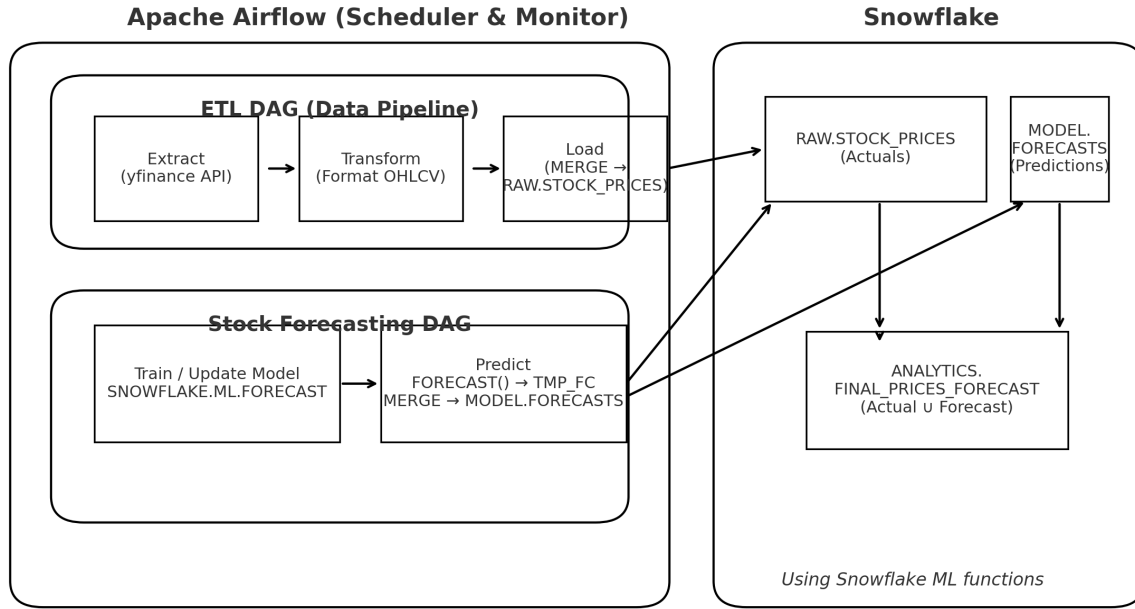 Apache Airflow (Scheduler & Monitor)
ETL DAG (Data Pipeline)
Extract
(yfinance API)
Transform
(Format OHLCV)
Load
(MERGE →
RAW.STOCK_PRICES)
Stock Forecasting DAG
Train / Update Model
SNOWFLAKE.ML.FORECAST
Predict
FORECAST() → TMP_FC
MERGE → MODEL.FORECASTS
Snowflake
RAW.STOCK_PRICES
(Actuals)
MODEL.
FORECASTS
(Predictions)
ANALYTICS.
FINAL_PRICES_FORECAST
(Actual ∪ Forecast)
Using Snowflake ML functions